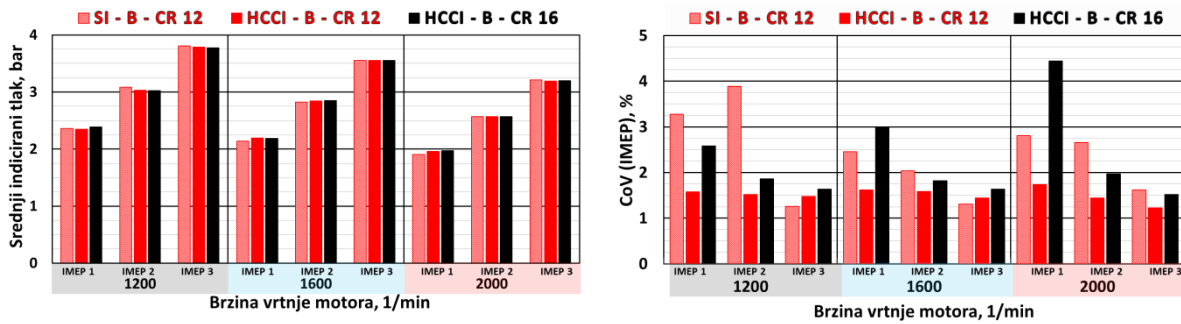 SI - B - CR 12 HCCI - B - CR 12 HCCI - B - CR 16
Srednji indicirani tlak, bar
4
3
2
1
0
IMEP 1 IMEP 2 IMEP 3 IMEP 1 IMEP 2 IMEP 3 IMEP 1 IMEP 2 IMEP 3
1200 1600 2000
Brzina vrtnje motora, 1/min
SI - B - CR 12 HCCI - B - CR 12 HCCI - B - CR 16
CoV (IMEP), %
5
4
3
2
1
0
IMEP 1 IMEP 2 IMEP 3 IMEP 1 IMEP 2 IMEP 3 IMEP 1 IMEP 2 IMEP 3
1200 1600 2000
Brzina vrtnje motora, 1/min